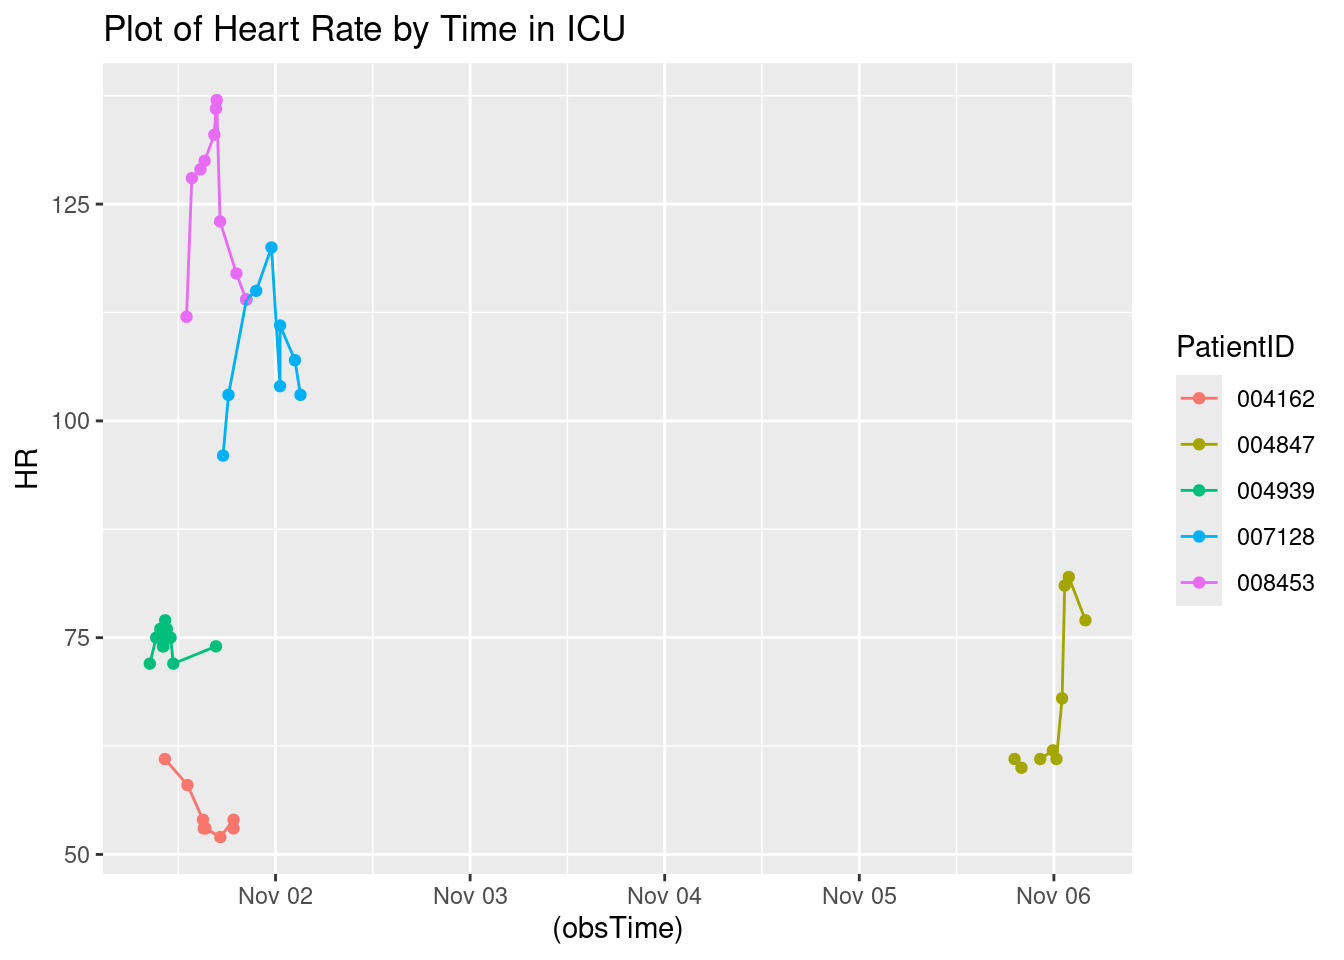 Plot of Heart Rate by Time in ICU
125
100
75
50
HR
Nov 02
Nov 03
Nov 04
Nov 05
Nov 06
(obsTime)
PatientID
004162
004847
004939
007128
008453